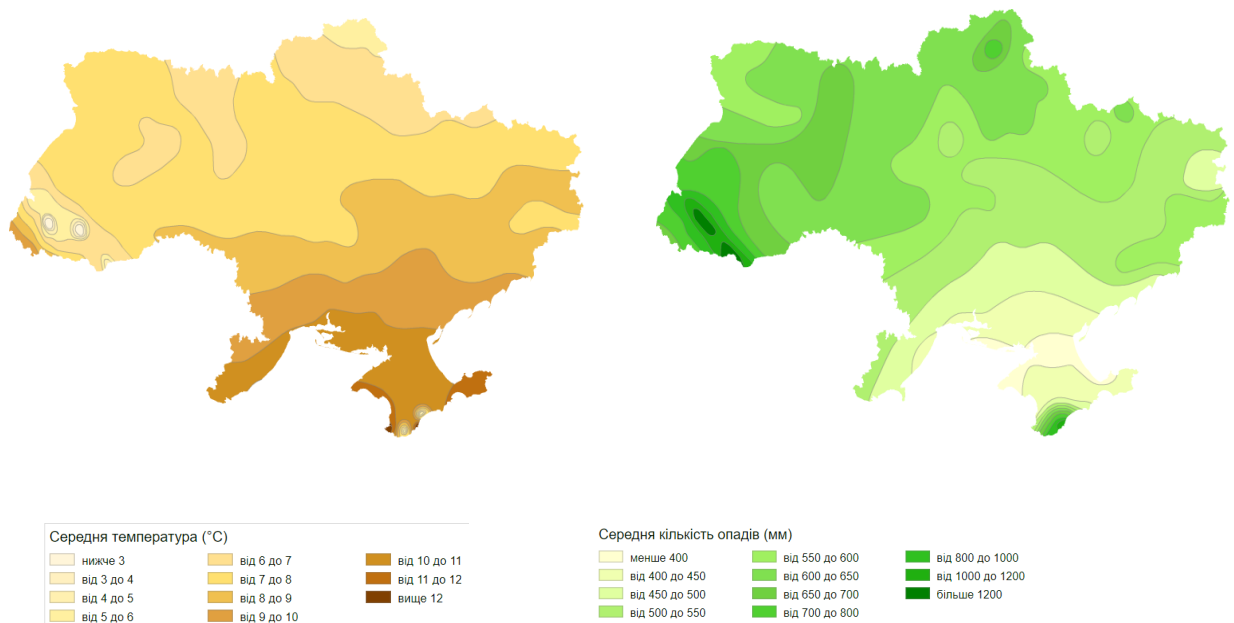 Середня температура (°C)
нижче 3
від 3 до 4
від 4 до 5
від 5 до 6
від 6 до 7
від 7 до 8
від 8 до 9
від 9 до 10
від 10 до 11
від 11 до 12
вище 12
Середня кількість опадів (мм)
менше 400
від 400 до 450
від 450 до 500
від 500 до 550
від 550 до 600
від 600 до 650
від 650 до 700
від 700 до 800
від 800 до 1000
від 1000 до 1200
більше 1200